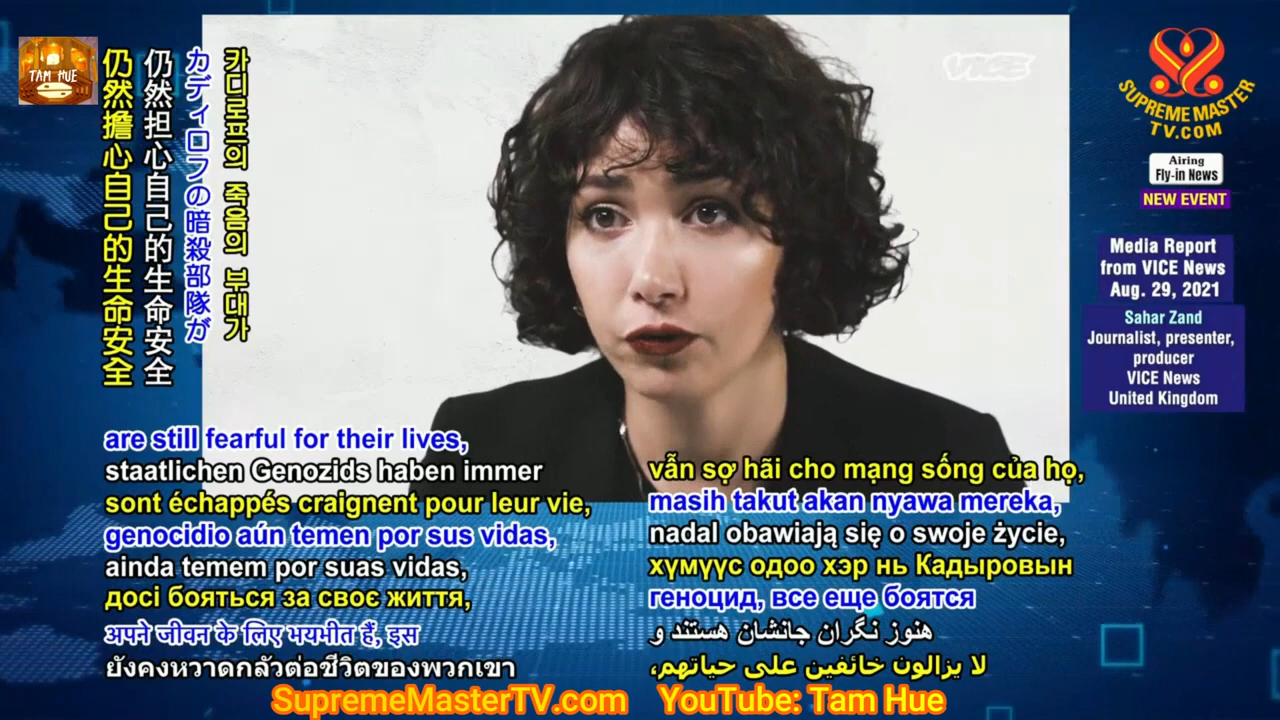 TAM HUE
仍然擔心自己的生命安全
仍然担心自己的生命安全
カディロフの暗殺部隊が
카디로프의 죽음의 부대가
VICE
SUPREME MASTER
TV.COM
Airing
Fly-in News
NEW EVENT
Media Report
from VICE News
Aug. 29, 2021
Sahar Zand
Journalist, presenter,
producer
VICE News
United Kingdom
are still fearful for their lives,
staatlichen Genozids haben immer
sont échappés craignent pour leur vie,
genocidio aún temen por sus vidas,
ainda temem por suas vidas,
досі бояться за своє життя,
अपने जीवन के लिए भयभीत हैं, इस
ยังคงหวาดกลัวต่อชีวิตของพวกเขา
vẫn sợ hãi cho mạng sống của họ,
masih takut akan nyawa mereka,
nadal obawiają się o swoje życie,
хүмүүс одоо хэр нь Кадыровын
геноцид, все еще боятся
هنوز نگران جانشان هستند و
لا يزالون خائفين على حياتهم،
SupremeMasterTV.com YouTube: Tam Hue